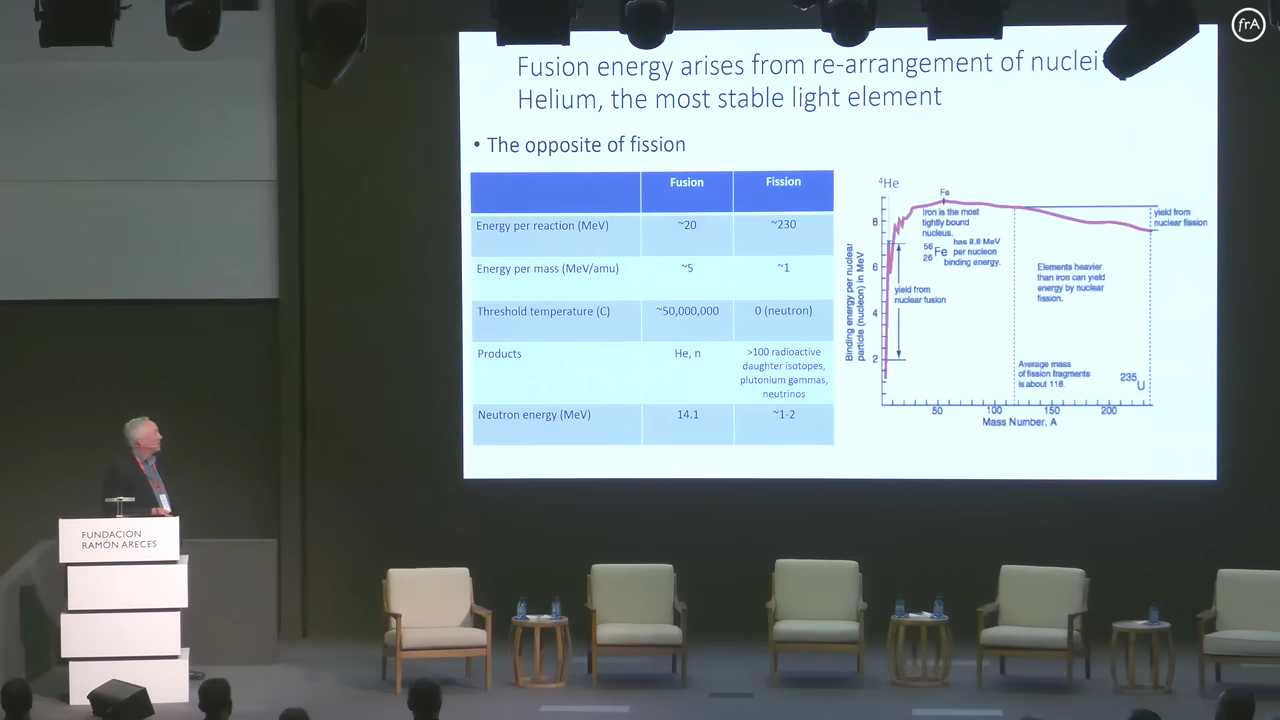 frA
Fusion energy arises from re-arrangement of nuclei
Helium, the most stable light element
• The opposite of fission
Fusion
Fission
Energy per reaction (MeV)
~20
~230
Energy per mass (MeV/amu)
~5
~1
Threshold temperature (C)
~50,000,000
0 (neutron)
Products
He, n
>100 radioactive
daughter isotopes,
plutonium gammas,
neutrinos
Neutron energy (MeV)
14.1
~1-2
4He
Fe
Iron is the most
tightly bound
nucleus.
56
26
Fe
has 8.8 MeV
per nucleon
binding energy.
yield from
nuclear fission
yield from
nuclear fusion
Elements heavier
than iron can yield
energy by nuclear
fission.
Average mass
of fission fragments
is about 118.
235U
Binding energy per nuclear
particle (nucleon) in MeV
8
6
4
2
50
100
150
200
Mass Number, A
FUNDACIÓN
RAMÓN ARECES